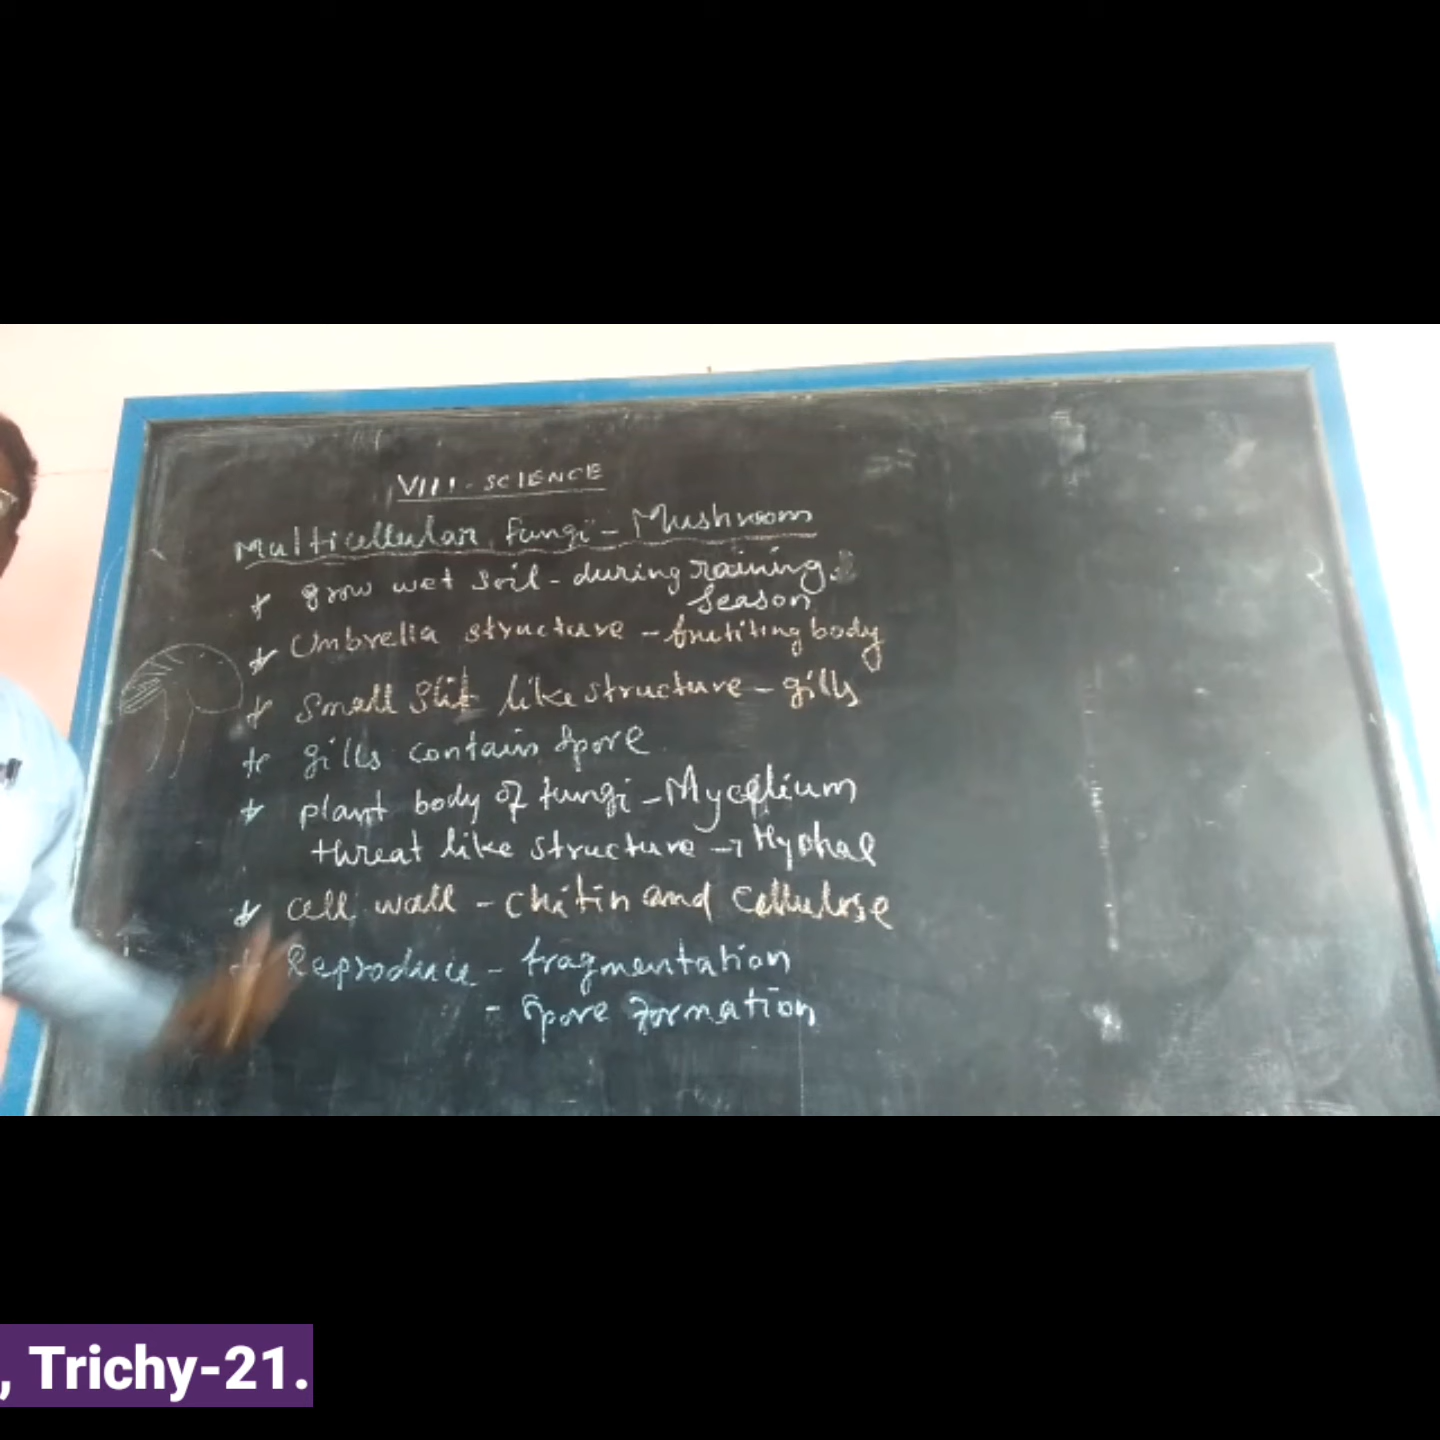 VIII - SCIENCE
Multicellular Fungi - Mushroom
* grow wet soil - during raining
season
* Umbrella structure - fruititing body
* Small slit like structure - gills
* gills contain spore
* plant body of fungi - Mycelium
threat like structure → Hyphae
* cell wall - chitin and cellulose
* Reproduce - fragmentation
- Spore formation
, Trichy-21.